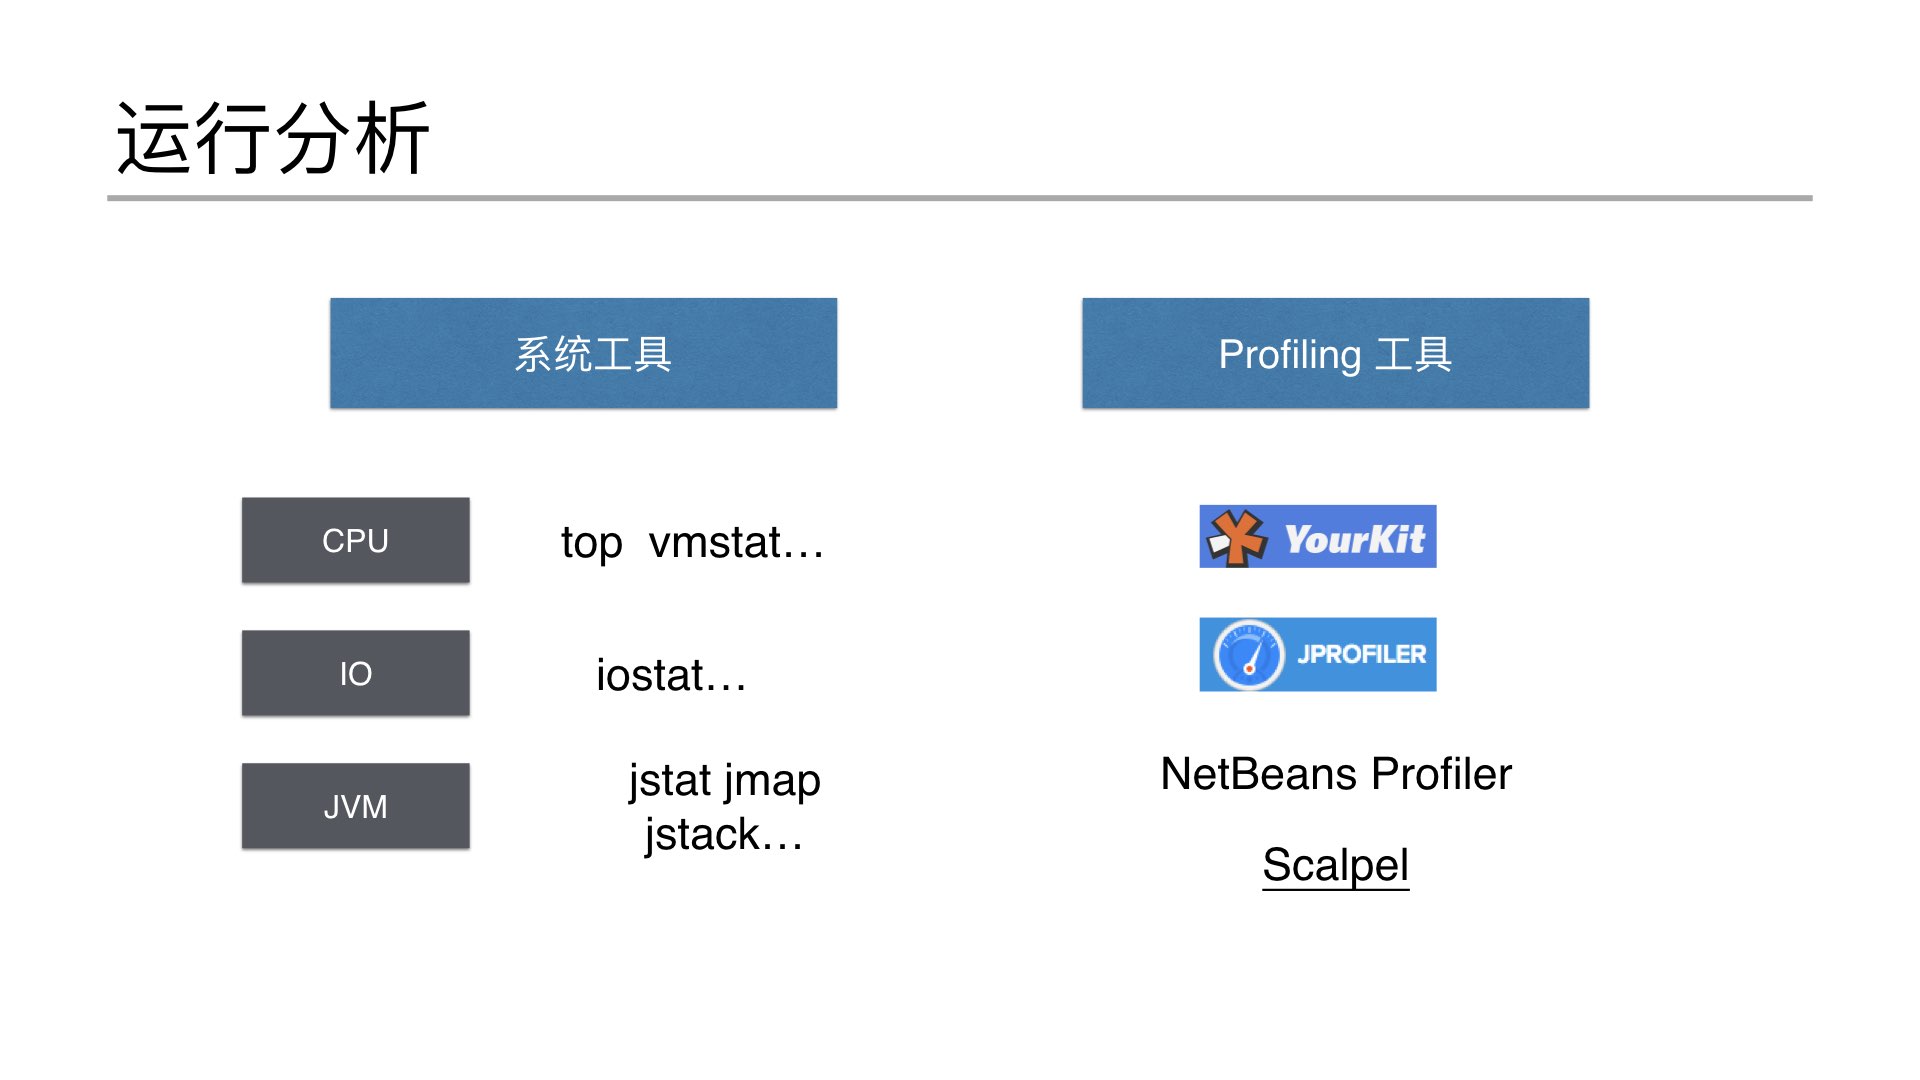 运行分析
系统工具
CPU
top vmstat…
IO
iostat…
JVM
jstat jmap
jstack…
Profiling 工具
YourKit
JPROFILER
NetBeans Profiler
Scalpel